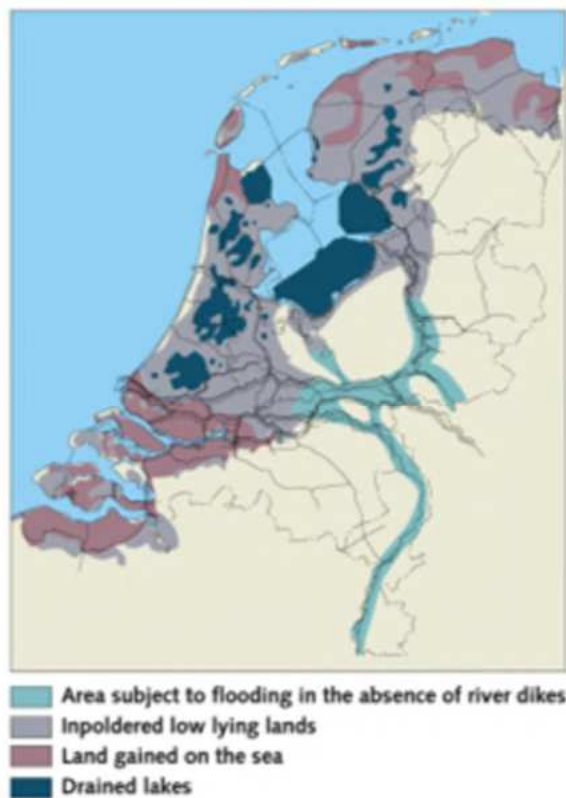 Area subject to flooding in the absence of river dikes
Inpoldered low lying lands
Land gained on the sea
Drained lakes